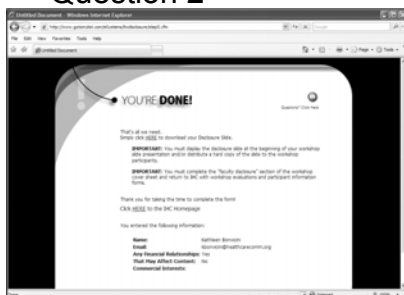 Question 2
Untitled Document - Windows Internet Explorer
File Edit View Favorites Tools Help
Untitled Document
Page Tools
YOU'RE DONE!
Questions? Click Here
That's all we need.
Simply click HERE to download your Disclosure Slide.
IMPORTANT: You must display the disclosure slide at the beginning of your workshop
slide presentation and/or distribute a hard copy of the slide to the workshop
participants.
IMPORTANT: You must complete the "faculty disclosure" section of the workshop
cover sheet and return to IHC with workshop evaluations and participant information
forms.
Thank you for taking the time to complete the form!
Click HERE to the IHC Homepage
You entered the following information:
Name: Kathleen Bonvicini
Email: kbonvicini@healthcarecomm.org
Any Financial Relationships: Yes
That May Affect Content: No
Commercial Interests: